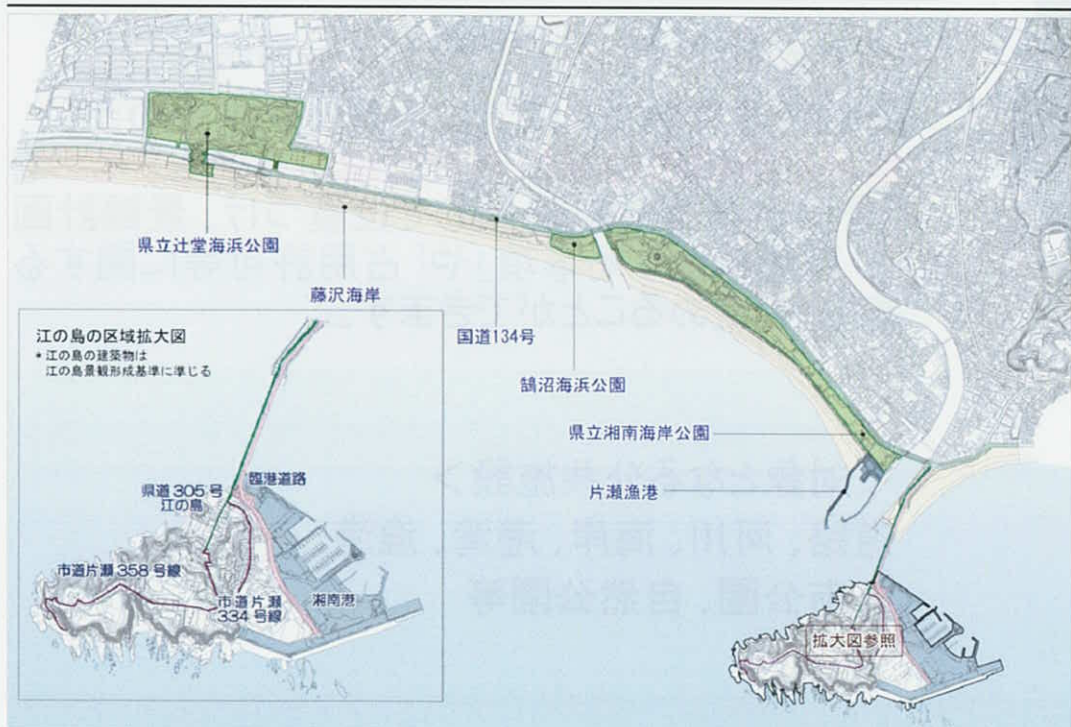 県立辻堂海浜公園
藤沢海岸
国道134号
鵠沼海浜公園
県立湘南海岸公園
片瀬漁港
拡大図参照
江の島の区域拡大図
* 江の島の建築物は
江の島景観形成基準に準じる
臨港道路
県道305号
江の島
市道片瀬358号線
市道片瀬
334号線
湘南港